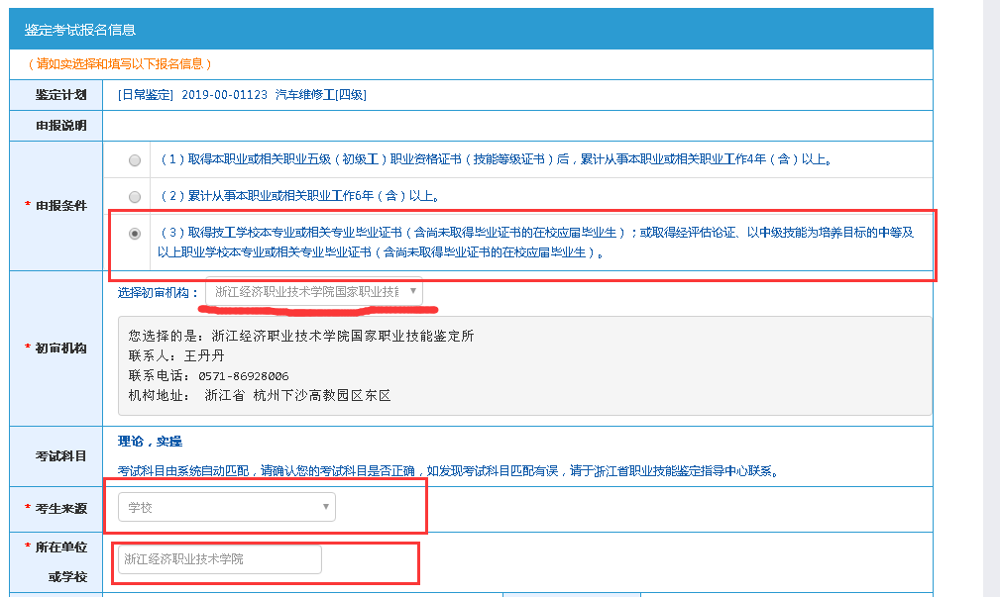 鉴定考试报名信息
（请如实选择和填写以下报名信息）
鉴定计划
[日常鉴定] 2019-00-01123 汽车维修工[四级]
申报说明
* 申报条件
（1）取得本职业或相关职业五级（初级工）职业资格证书（技能等级证书）后，累计从事本职业或相关职业工作4年（含）以上。
（2）累计从事本职业或相关职业工作6年（含）以上。
（3）取得技工学校本专业或相关专业毕业证书（含尚未取得毕业证书的在校应届毕业生）；或取得经评估论证、以中级技能为培养目标的中等及
以上职业学校本专业或相关专业毕业证书（含尚未取得毕业证书的在校应届毕业生）。
* 初审机构
选择初审机构：
浙江经济职业技术学院国家职业技
您选择的是：浙江经济职业技术学院国家职业技能鉴定所
联系人：王丹丹
联系电话：0571-86928006
机构地址： 浙江省 杭州下沙高教园区东区
考试科目
理论，实操
考试科目由系统自动匹配，请确认您的考试科目是否正确，如发现考试科目匹配有误，请于浙江省职业技能鉴定指导中心联系。
* 考生来源
学校
* 所在单位
或学校
浙江经济职业技术学院